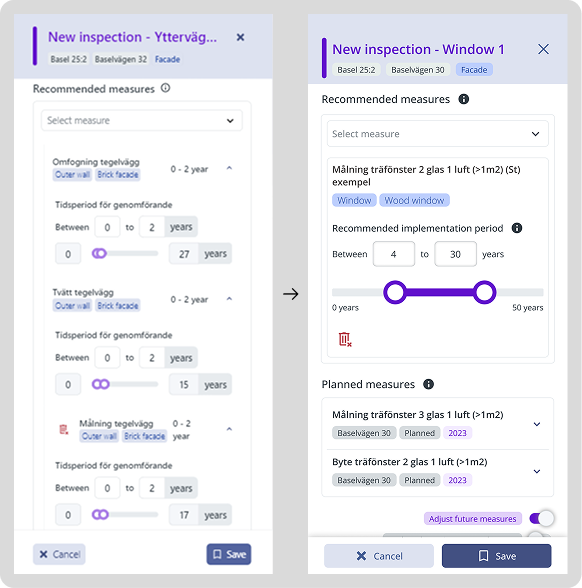 New inspection - Ytterväg...
Basel 25:2 Baselvägen 32 Facade
Recommended measures
Select measure
Omfogning tegelvägg
0 - 2 year
Outer wall Brick facade
Tidsperiod för genomförande
Between 0 to 2 years
0 27 years
Tvätt tegelvägg
0 - 2 year
Outer wall Brick facade
Tidsperiod för genomförande
Between 0 to 2 years
0 15 years
Målning tegelvägg
0 - 2
year
Outer wall Brick facade
Tidsperiod för genomförande
Between 0 to 2 years
0 17 years
Cancel Save
New inspection - Window 1
Basel 25:2 Baselvägen 30 Facade
Recommended measures
Select measure
Målning träfönster 2 glas 1 luft (>1m2) (St)
exempel
Window Wood window
Recommended implementation period
Between 4 to 30 years
0 years 50 years
Planned measures
Målning träfönster 3 glas 1 luft (>1m2)
Baselvägen 30 Planned 2023
Byte träfönster 2 glas 1 luft (>1m2)
Baselvägen 30 Planned 2023
Adjust future measures
Cancel Save